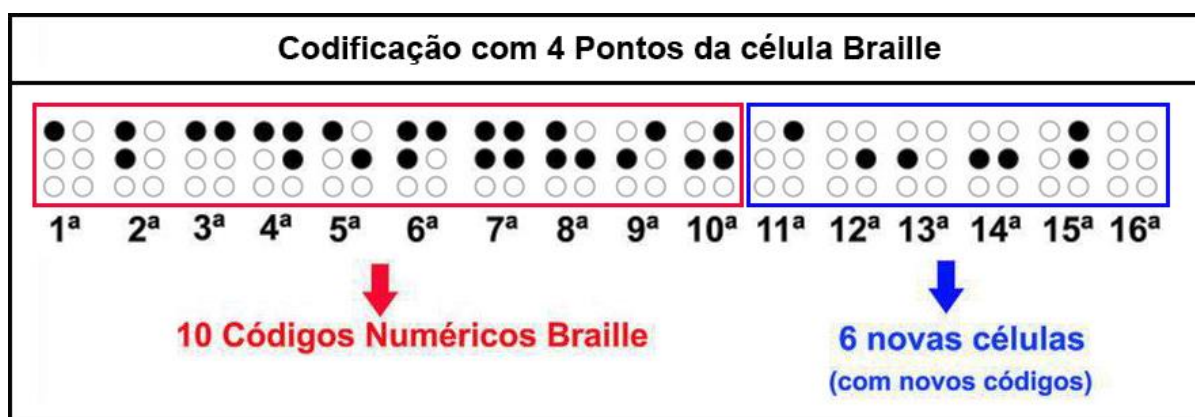 Codificação com 4 Pontos da célula Braille
1ª 2ª 3ª 4ª 5ª 6ª 7ª 8ª 9ª 10ª 11ª 12ª 13ª 14ª 15ª 16ª
10 Códigos Numéricos Braille
6 novas células
(com novos códigos)